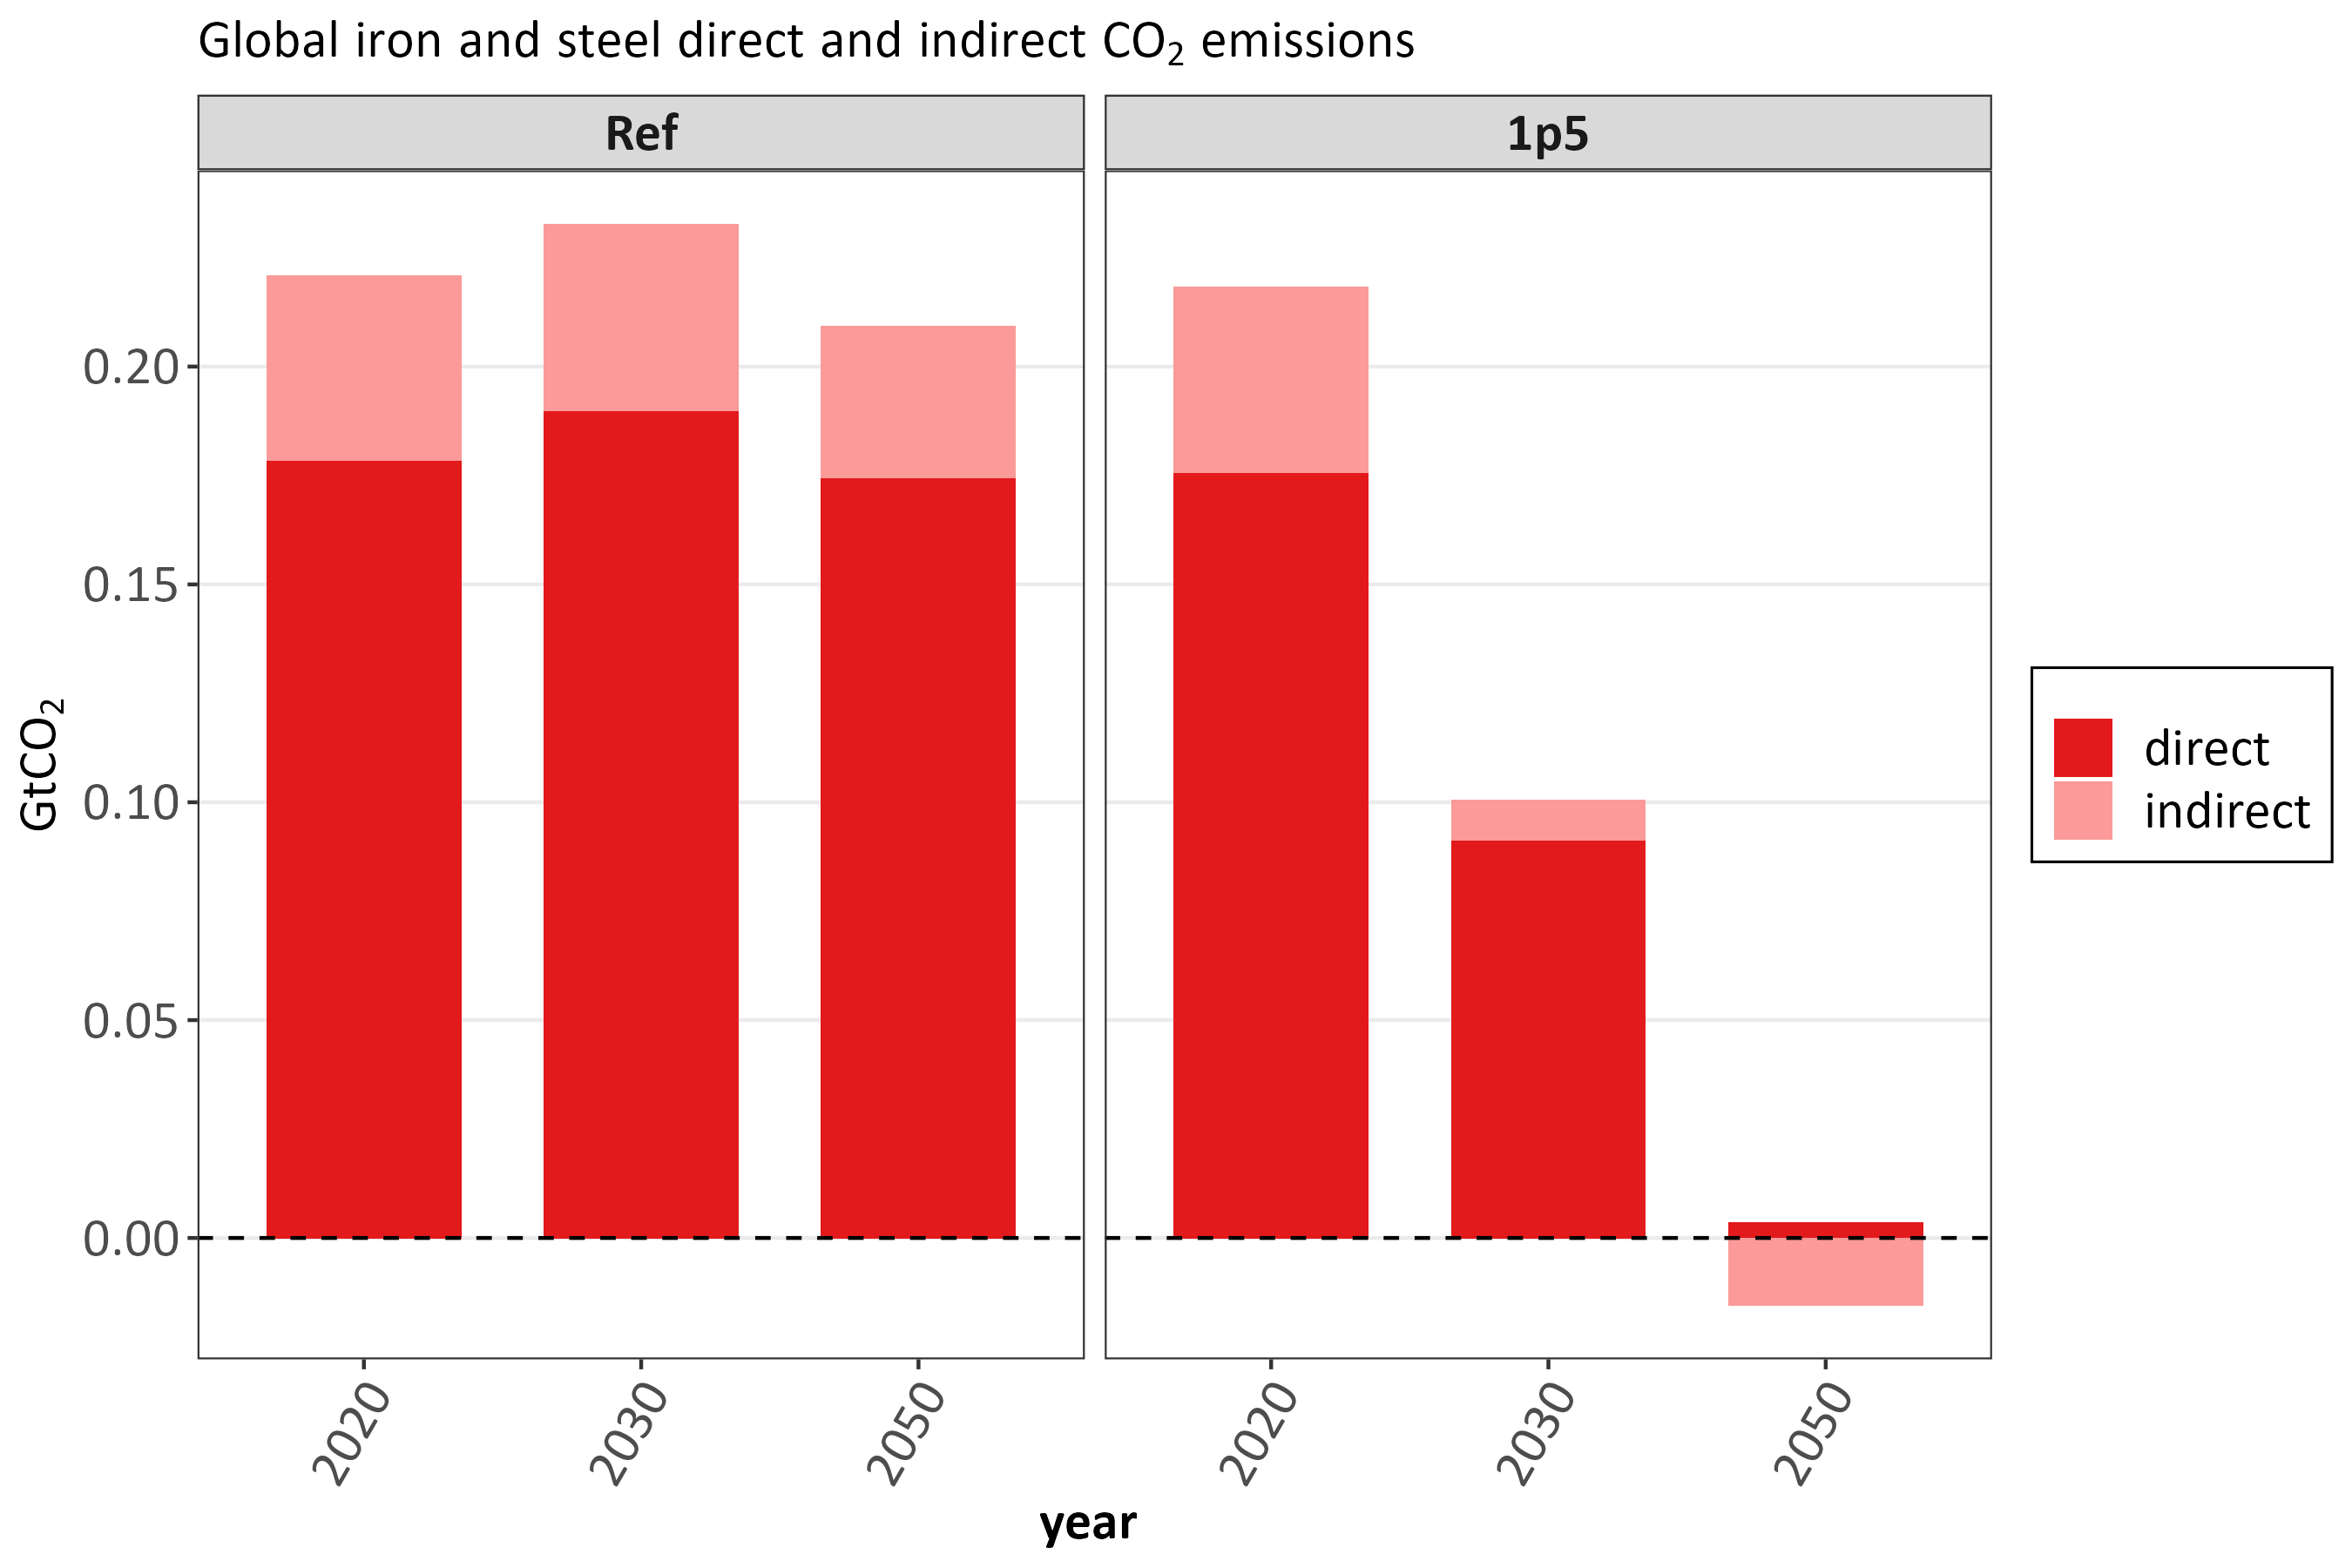 Global iron and steel direct and indirect CO₂ emissions
Ref
1p5
GtCO₂
0.20
0.15
0.10
0.05
0.00
2020
2030
2050
2020
2030
2050
year
direct
indirect